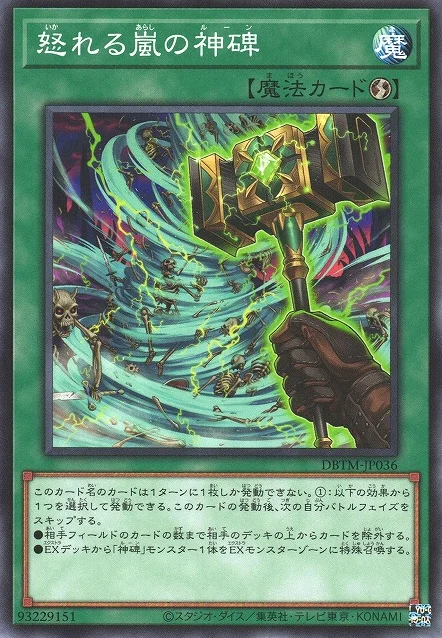 怒れる嵐の神碑
魔
【魔法カード】
DBTM-JP036
このカード名のカードは1ターンに1枚しか発動できない。①:以下の効果から
1つを選択して発動できる。このカードの発動後、次の自分バトルフェイズを
スキップする。
●相手フィールドのカードの数まで相手のデッキの上からカードを除外する。
●EXデッキから「神碑」モンスター1体をEXモンスターゾーンに特殊召喚する。
93229151
©スタジオ・ダイス/集英社・テレビ東京・KONAMI